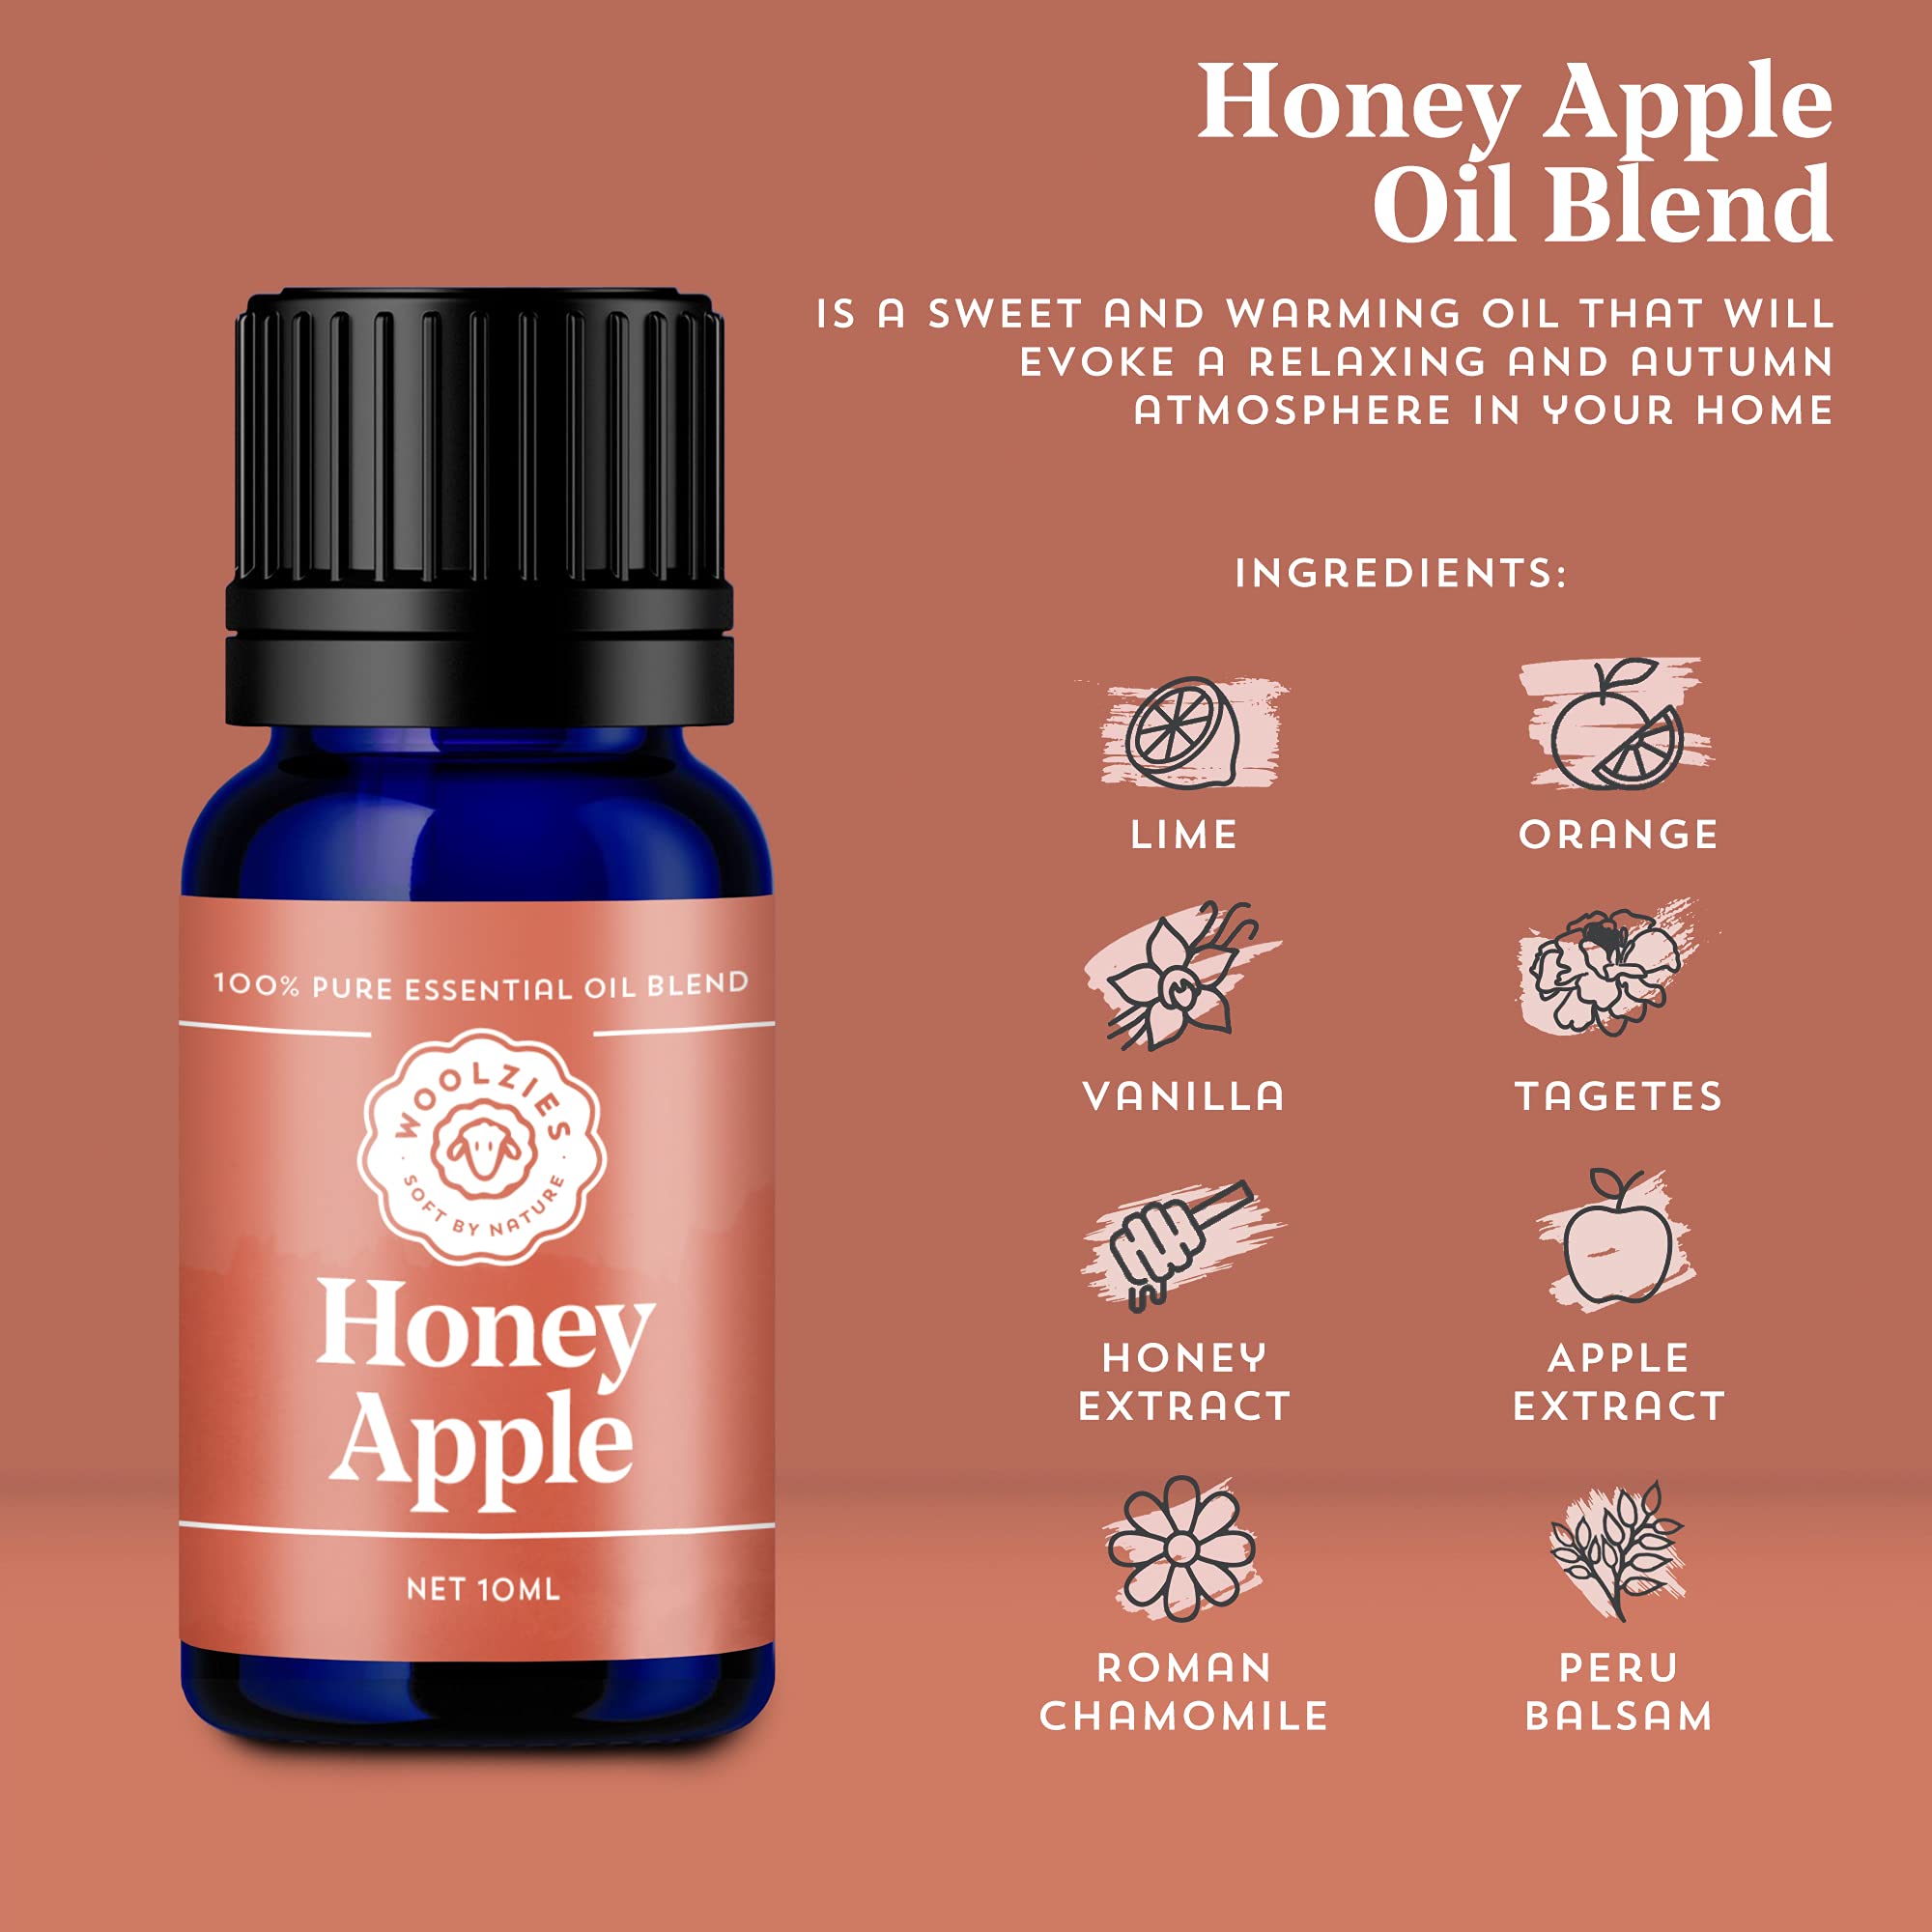 Honey Apple
Oil Blend
IS A SWEET AND WARMING OIL THAT WILL
EVOKE A RELAXING AND AUTUMN
ATMOSPHERE IN YOUR HOME
INGREDIENTS:
LIME
ORANGE
VANILLA
TAGETES
HONEY
EXTRACT
APPLE
EXTRACT
ROMAN
CHAMOMILE
PERU
BALSAM
100% PURE ESSENTIAL OIL BLEND
WOOLZIES
· SOFT BY NATURE ·
Honey
Apple
NET 10ML